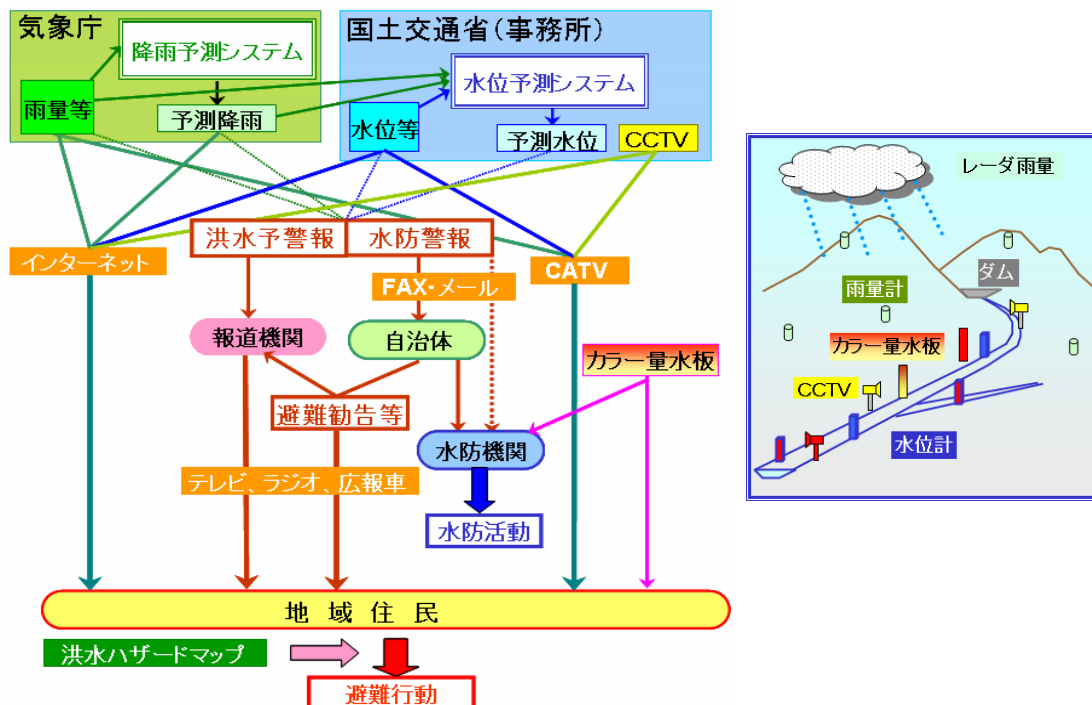 気象庁
降雨予測システム
雨量等
予測降雨
国土交通省(事務所)
水位予測システム
水位等
予測水位
CCTV
洪水予警報
水防警報
インターネット
CATV
FAX・メール
報道機関
自治体
カラー量水板
避難勧告等
水防機関
テレビ、ラジオ、広報車
水防活動
地域住民
洪水ハザードマップ
避難行動
レーダ雨量
ダム
雨量計
カラー量水板
CCTV
水位計